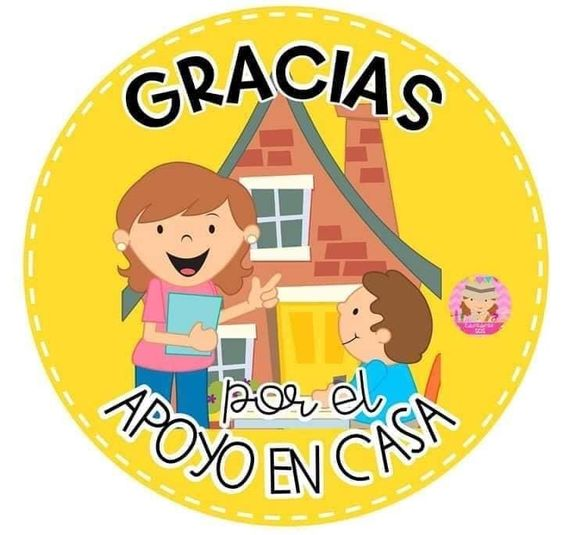 GRACIAS
por el
APOYO EN CASA